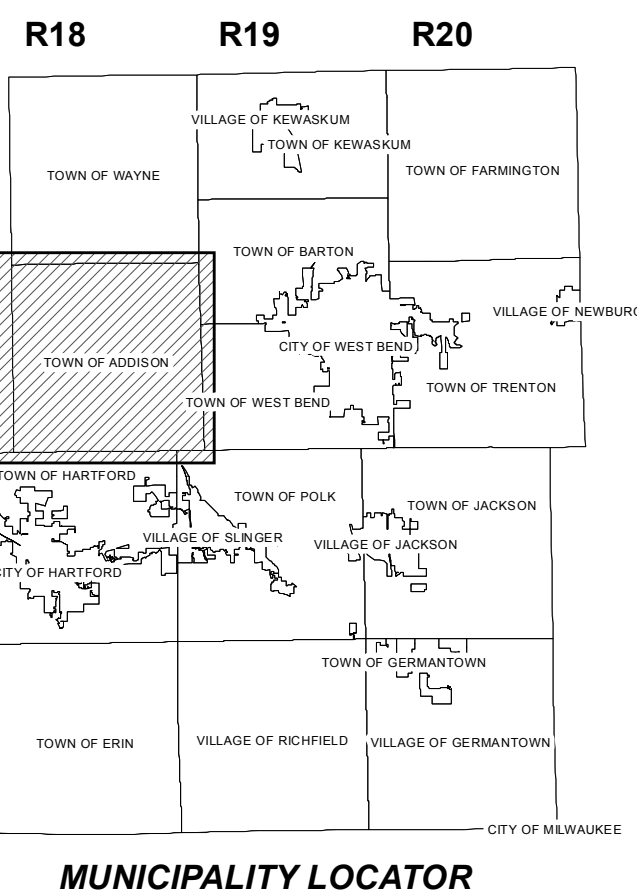 R18 R19 R20
VILLAGE OF KEWASKUM
TOWN OF KEWASKUM
TOWN OF WAYNE
TOWN OF FARMINGTON
TOWN OF BARTON
VILLAGE OF NEWBURG
CITY OF WEST BEND
TOWN OF ADDISON
TOWN OF TRENTON
TOWN OF WEST BEND
TOWN OF HARTFORD
TOWN OF POLK
TOWN OF JACKSON
VILLAGE OF SLINGER
VILLAGE OF JACKSON
CITY OF HARTFORD
TOWN OF GERMANTOWN
TOWN OF ERIN
VILLAGE OF RICHFIELD
VILLAGE OF GERMANTOWN
CITY OF MILWAUKEE
MUNICIPALITY LOCATOR